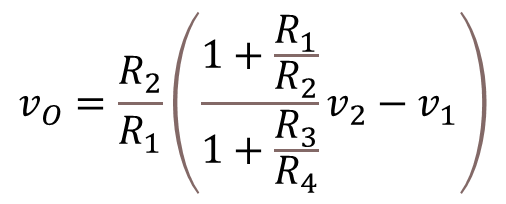 v_O = \frac{R_2}{R_1} \left( \frac{1 + \frac{R_1}{R_2}}{1 + \frac{R_3}{R_4}} v_2 - v_1 \right)